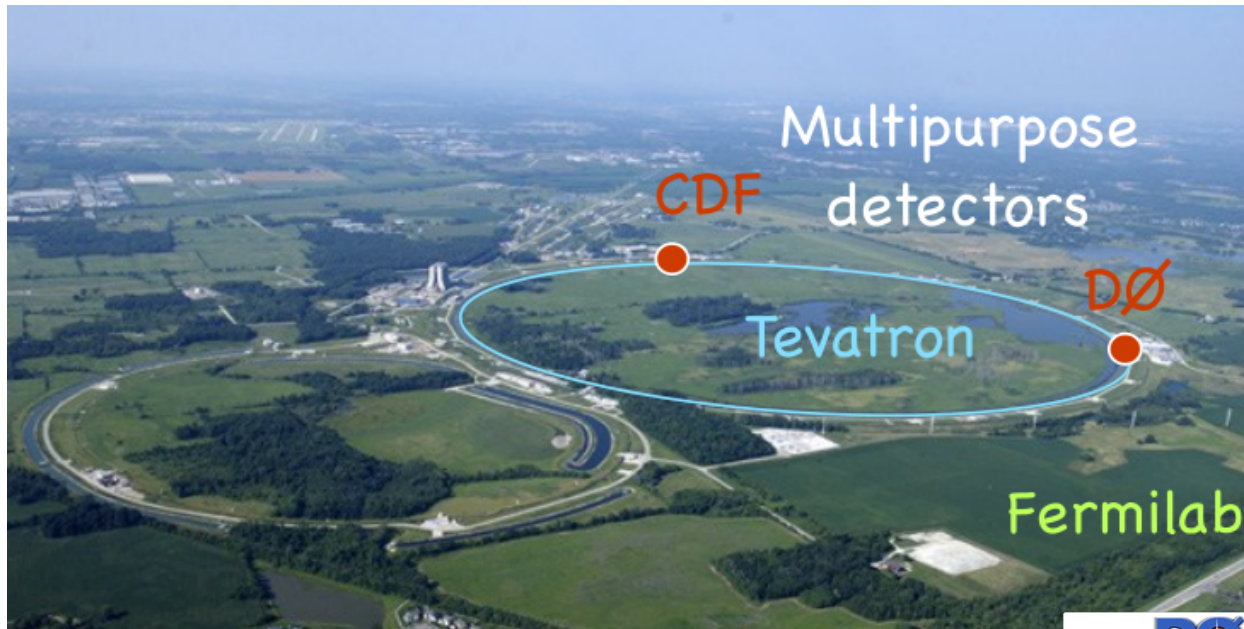 Multipurpose
detectors
CDF
DØ
Tevatron
Fermilab